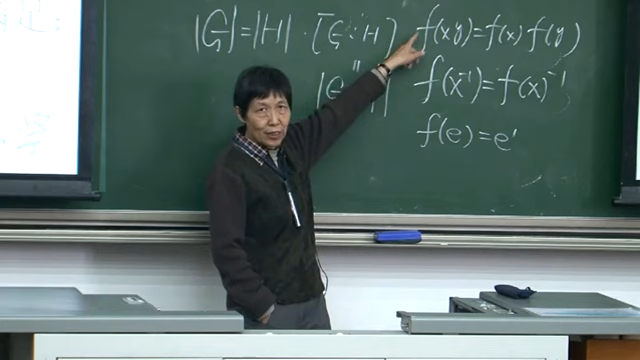 |G| = |H| · [G : H]
f(xy) = f(x) f(y)
f(x⁻¹) = f(x)⁻¹
f(e) = e'